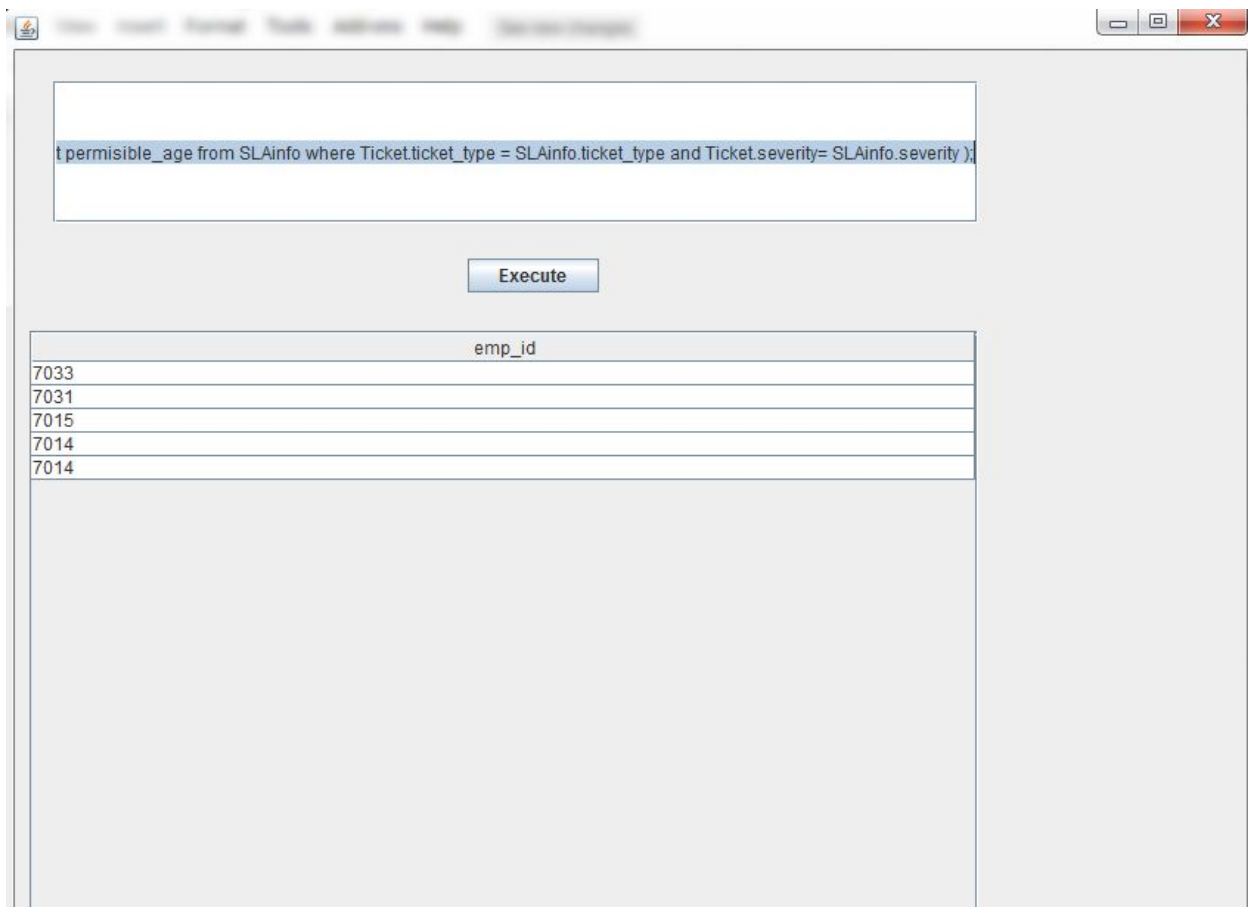 t permisible_age from SLAinfo where Ticket.ticket_type = SLAinfo.ticket_type and Ticket.severity= SLAinfo.severity );
Execute
emp_id
7033
7031
7015
7014
7014